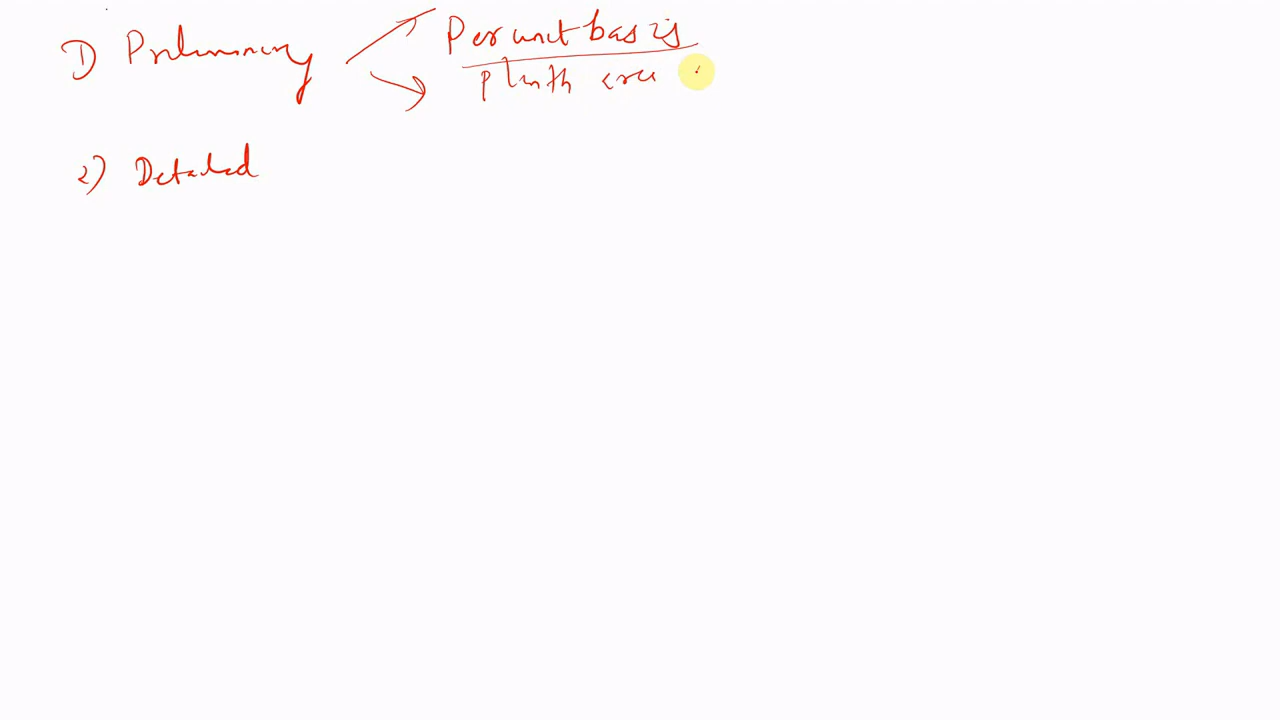 1) Preliminary
Per unit basis
Plinth area
2) Detailed